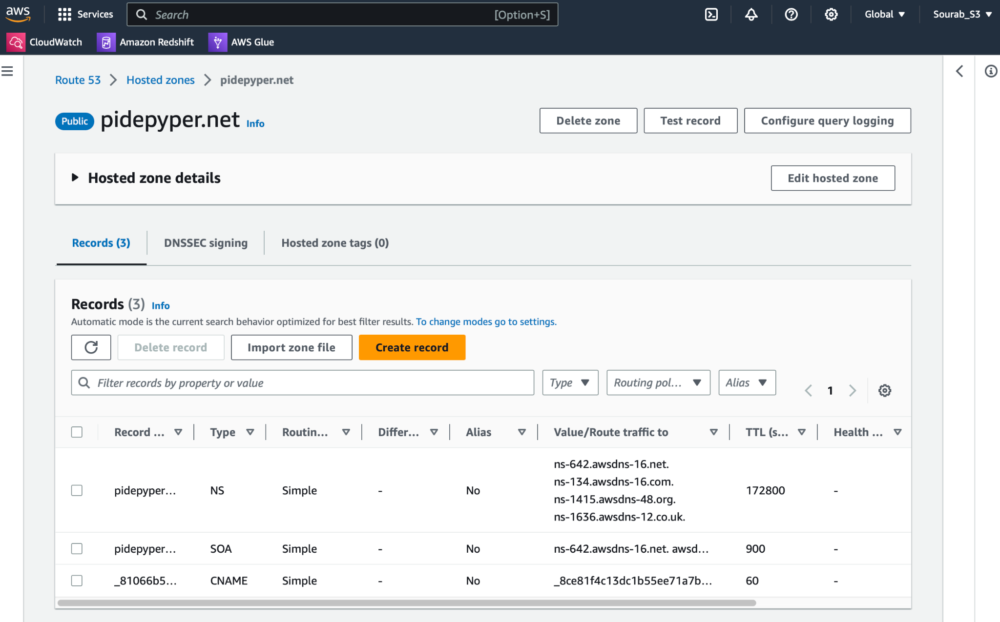 aws
Services
Search
[Option+S]
Global
Sourab_S3
CloudWatch
Amazon Redshift
AWS Glue
Route 53
Hosted zones
pidepyper.net
Public
pidepyper.net
Info
Delete zone
Test record
Configure query logging
Hosted zone details
Edit hosted zone
Records (3)
DNSSEC signing
Hosted zone tags (0)
Records (3) Info
Automatic mode is the current search behavior optimized for best filter results. To change modes go to settings.
Delete record
Import zone file
Create record
Filter records by property or value
Type
Routing pol...
Alias
1
Record ...
Type
Routin...
Differ...
Alias
Value/Route traffic to
TTL (s...
Health ...
pidepyper...
NS
Simple
-
No
ns-642.awsdns-16.net.
ns-134.awsdns-16.com.
ns-1415.awsdns-48.org.
ns-1636.awsdns-12.co.uk.
172800
-
pidepyper...
SOA
Simple
-
No
ns-642.awsdns-16.net. awsd...
900
-
_81066b5...
CNAME
Simple
-
No
_8ce81f4c13dc1b55ee71a7b...
60
-